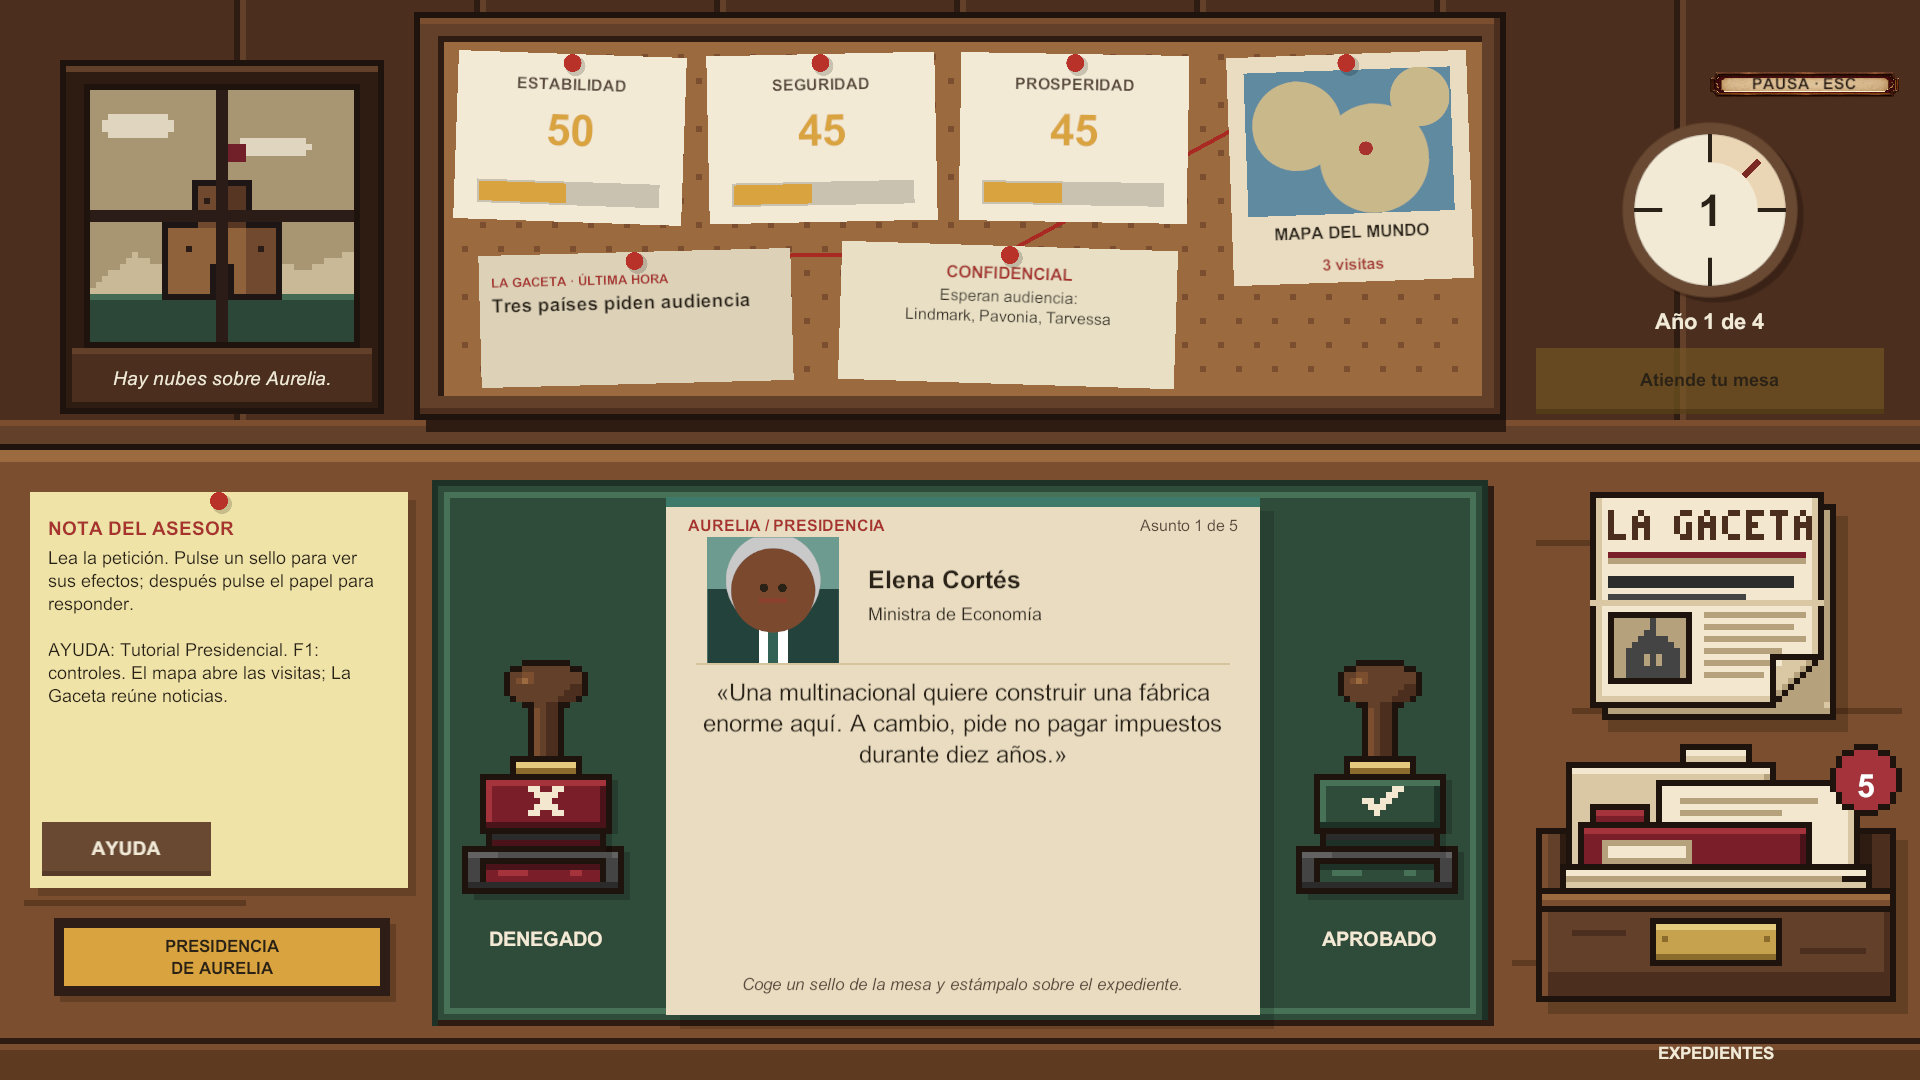 ESTABILIDAD
50
SEGURIDAD
45
PROSPERIDAD
45
MAPA DEL MUNDO
3 visitas
PAUSA · ESC
1
Año 1 de 4
Atiende tu mesa
LA GACETA · ÚLTIMA HORA
Tres países piden audiencia
CONFIDENCIAL
Esperan audiencia:
Lindmark, Pavonia, Tarvessa
Hay nubes sobre Aurelia.
NOTA DEL ASESOR
Lea la petición. Pulse un sello para ver
sus efectos; después pulse el papel para
responder.
AYUDA: Tutorial Presidencial. F1:
controles. El mapa abre las visitas; La
Gaceta reúne noticias.
AYUDA
PRESIDENCIA
DE AURELIA
AURELIA / PRESIDENCIA
Asunto 1 de 5
Elena Cortés
Ministra de Economía
«Una multinacional quiere construir una fábrica
enorme aquí. A cambio, pide no pagar impuestos
durante diez años.»
DENEGADO
APROBADO
Coge un sello de la mesa y estámpalo sobre el expediente.
LA GACETA
5
EXPEDIENTES